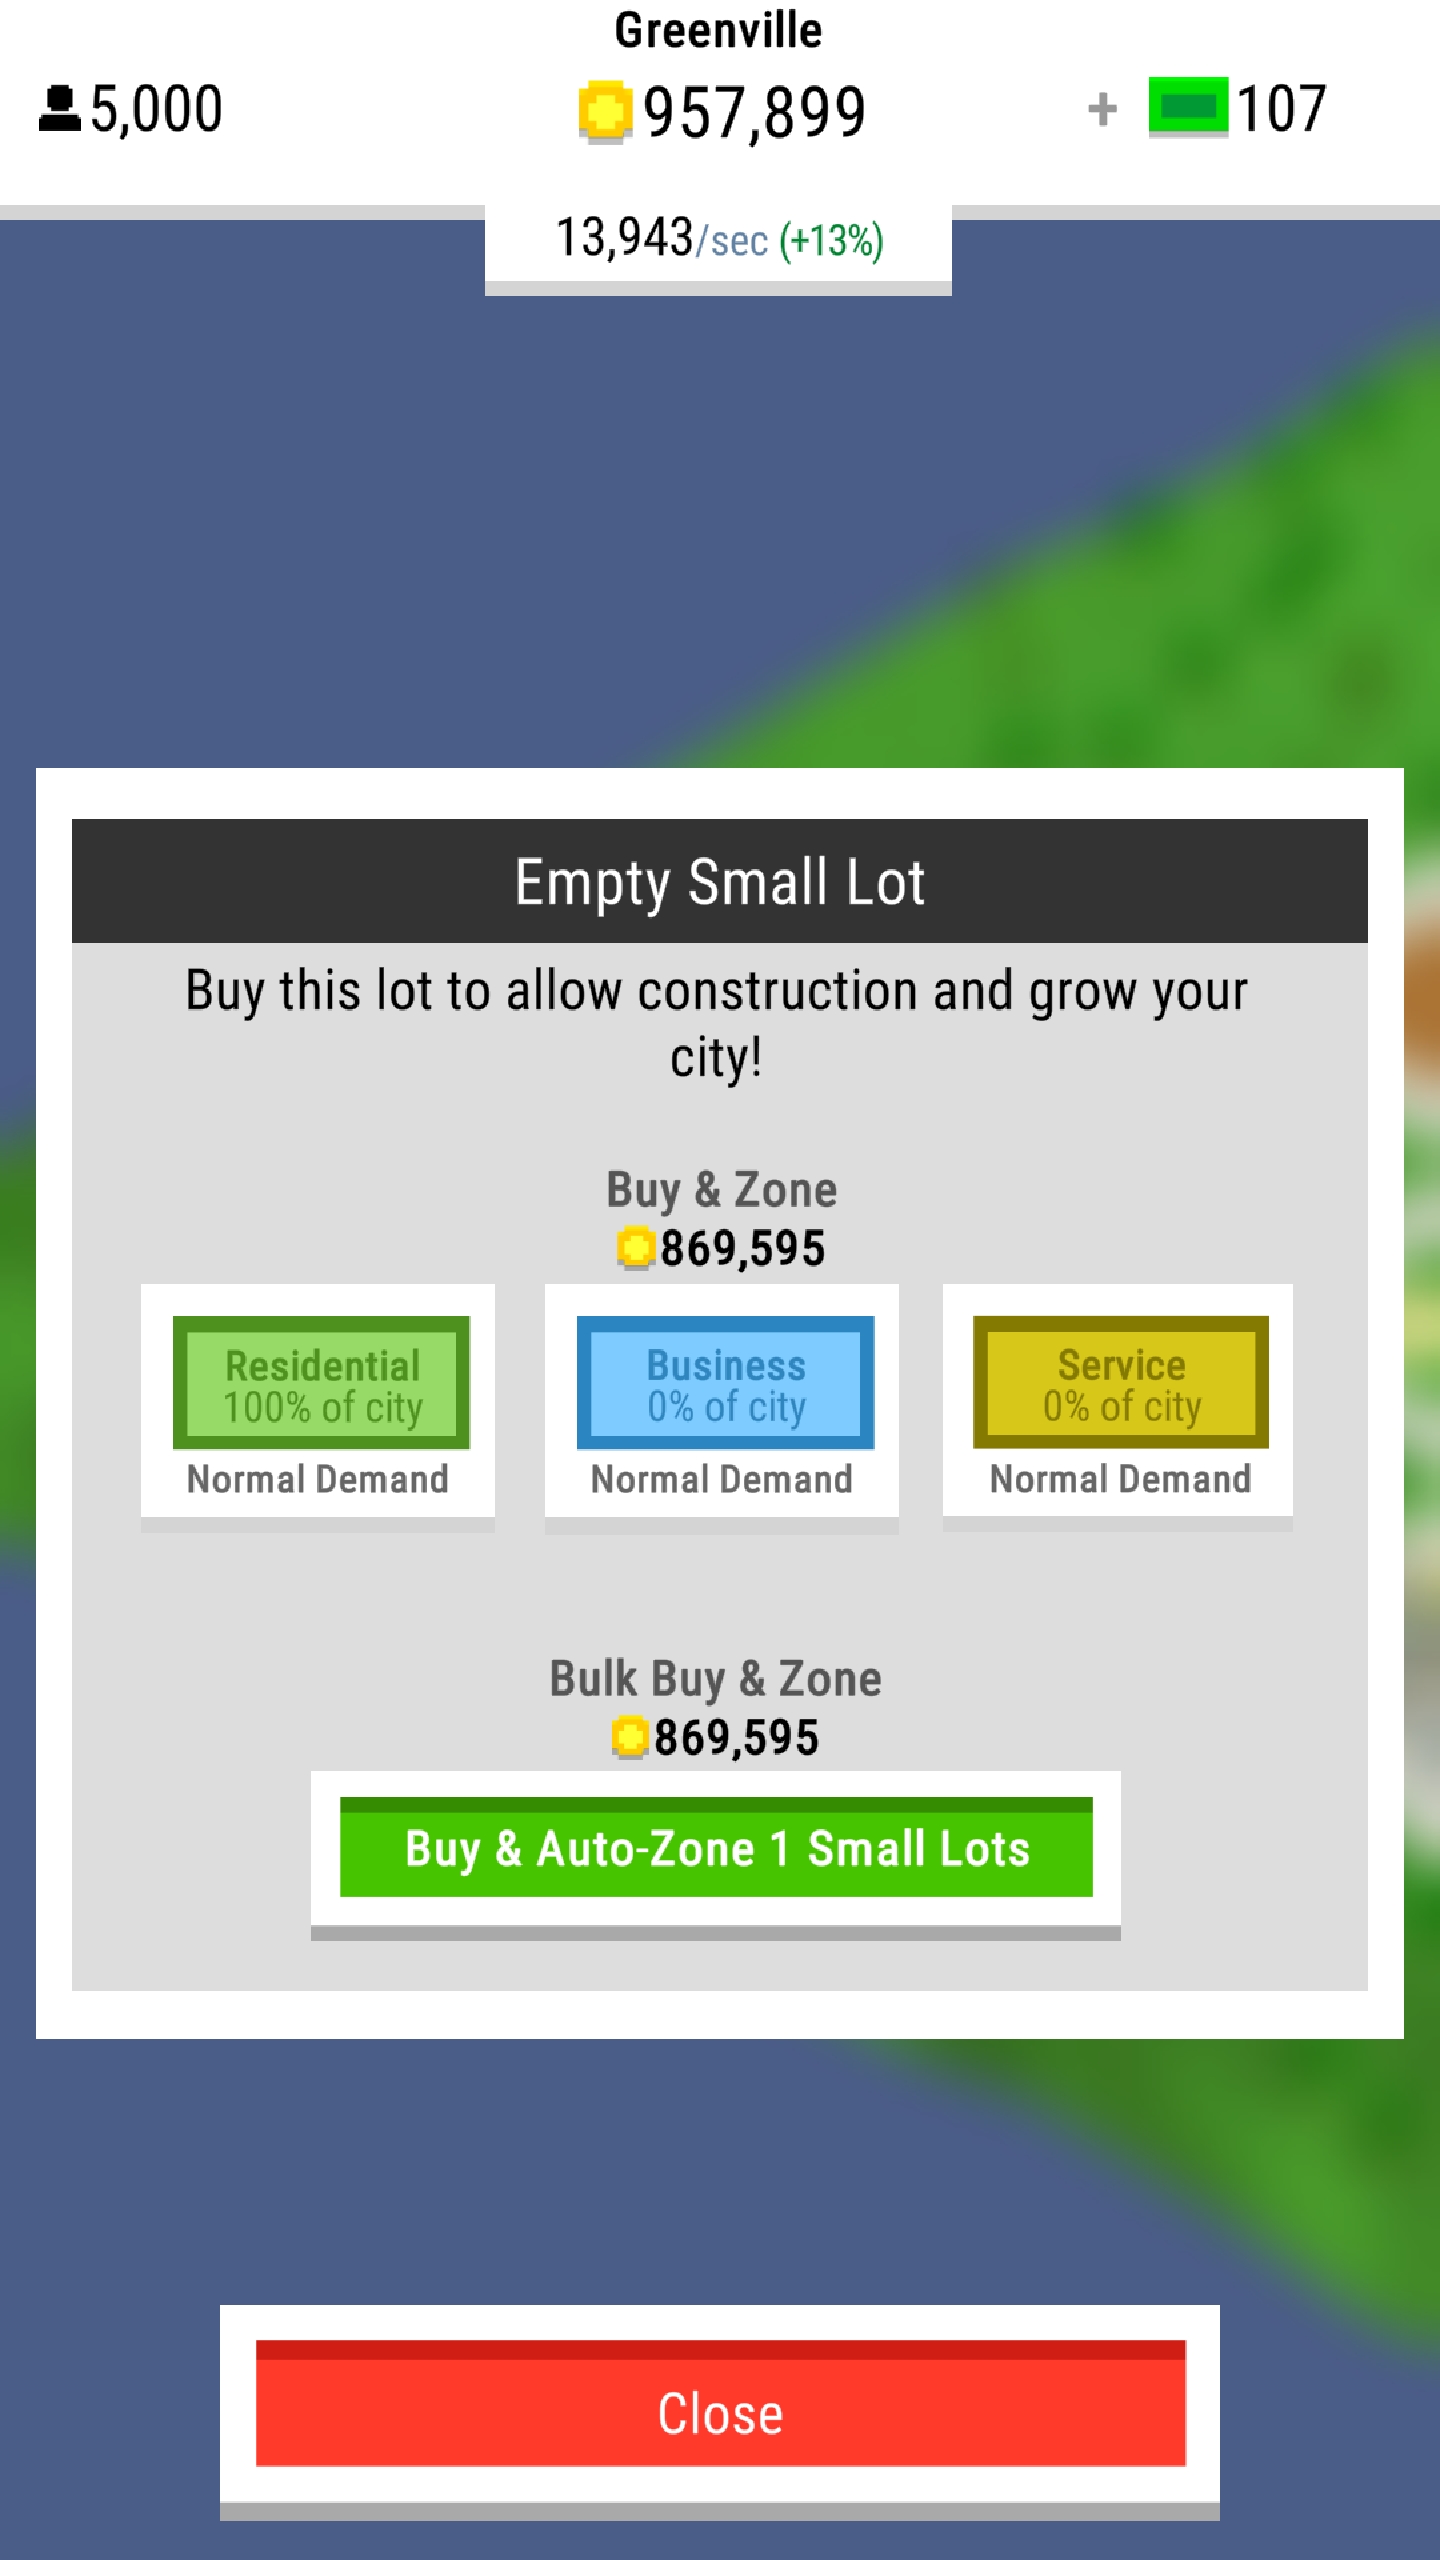 Greenville
5,000
957,899
+ 107
13,943/sec (+13%)
Empty Small Lot
Buy this lot to allow construction and grow your
city!
Buy & Zone
869,595
Residential
100% of city
Normal Demand
Business
0% of city
Normal Demand
Service
0% of city
Normal Demand
Bulk Buy & Zone
869,595
Buy & Auto-Zone 1 Small Lots
Close